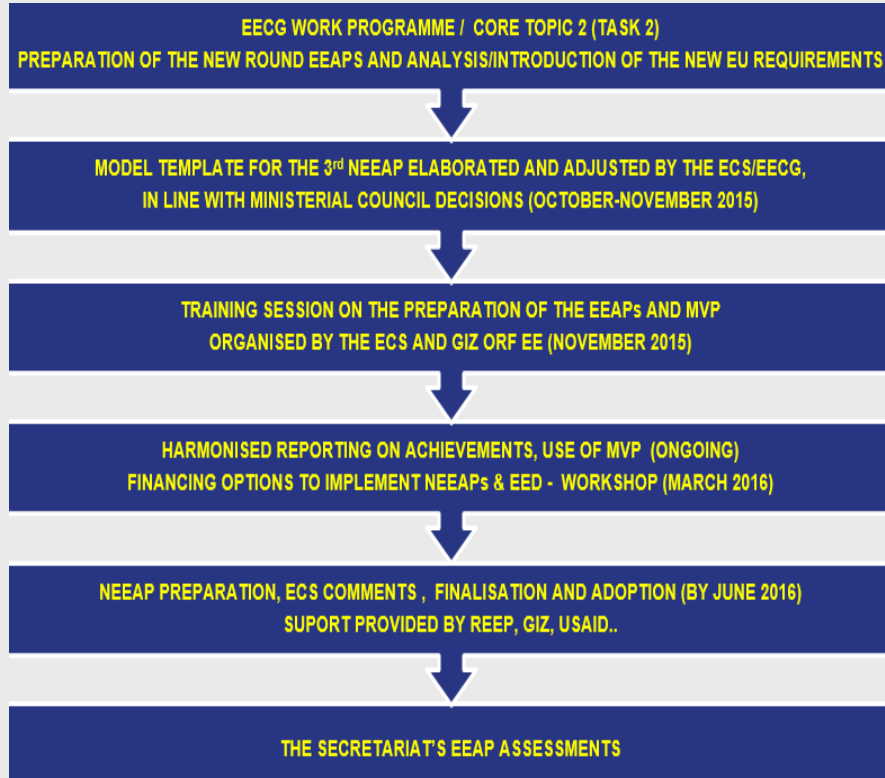 EECG WORK PROGRAMME / CORE TOPIC 2 (TASK 2)
PREPARATION OF THE NEW ROUND EEAPS AND ANALYSIS/INTRODUCTION OF THE NEW EU REQUIREMENTS
MODEL TEMPLATE FOR THE 3rd NEEAP ELABORATED AND ADJUSTED BY THE ECS/EECG,
IN LINE WITH MINISTERIAL COUNCIL DECISIONS (OCTOBER-NOVEMBER 2015)
TRAINING SESSION ON THE PREPARATION OF THE EEAPs AND MVP
ORGANISED BY THE ECS AND GIZ ORF EE (NOVEMBER 2015)
HARMONISED REPORTING ON ACHIEVEMENTS, USE OF MVP (ONGOING)
FINANCING OPTIONS TO IMPLEMENT NEEAPs & EED - WORKSHOP (MARCH 2016)
NEEAP PREPARATION, ECS COMMENTS , FINALISATION AND ADOPTION (BY JUNE 2016)
SUPORT PROVIDED BY REEP, GIZ, USAID..
THE SECRETARIAT'S EEAP ASSESSMENTS